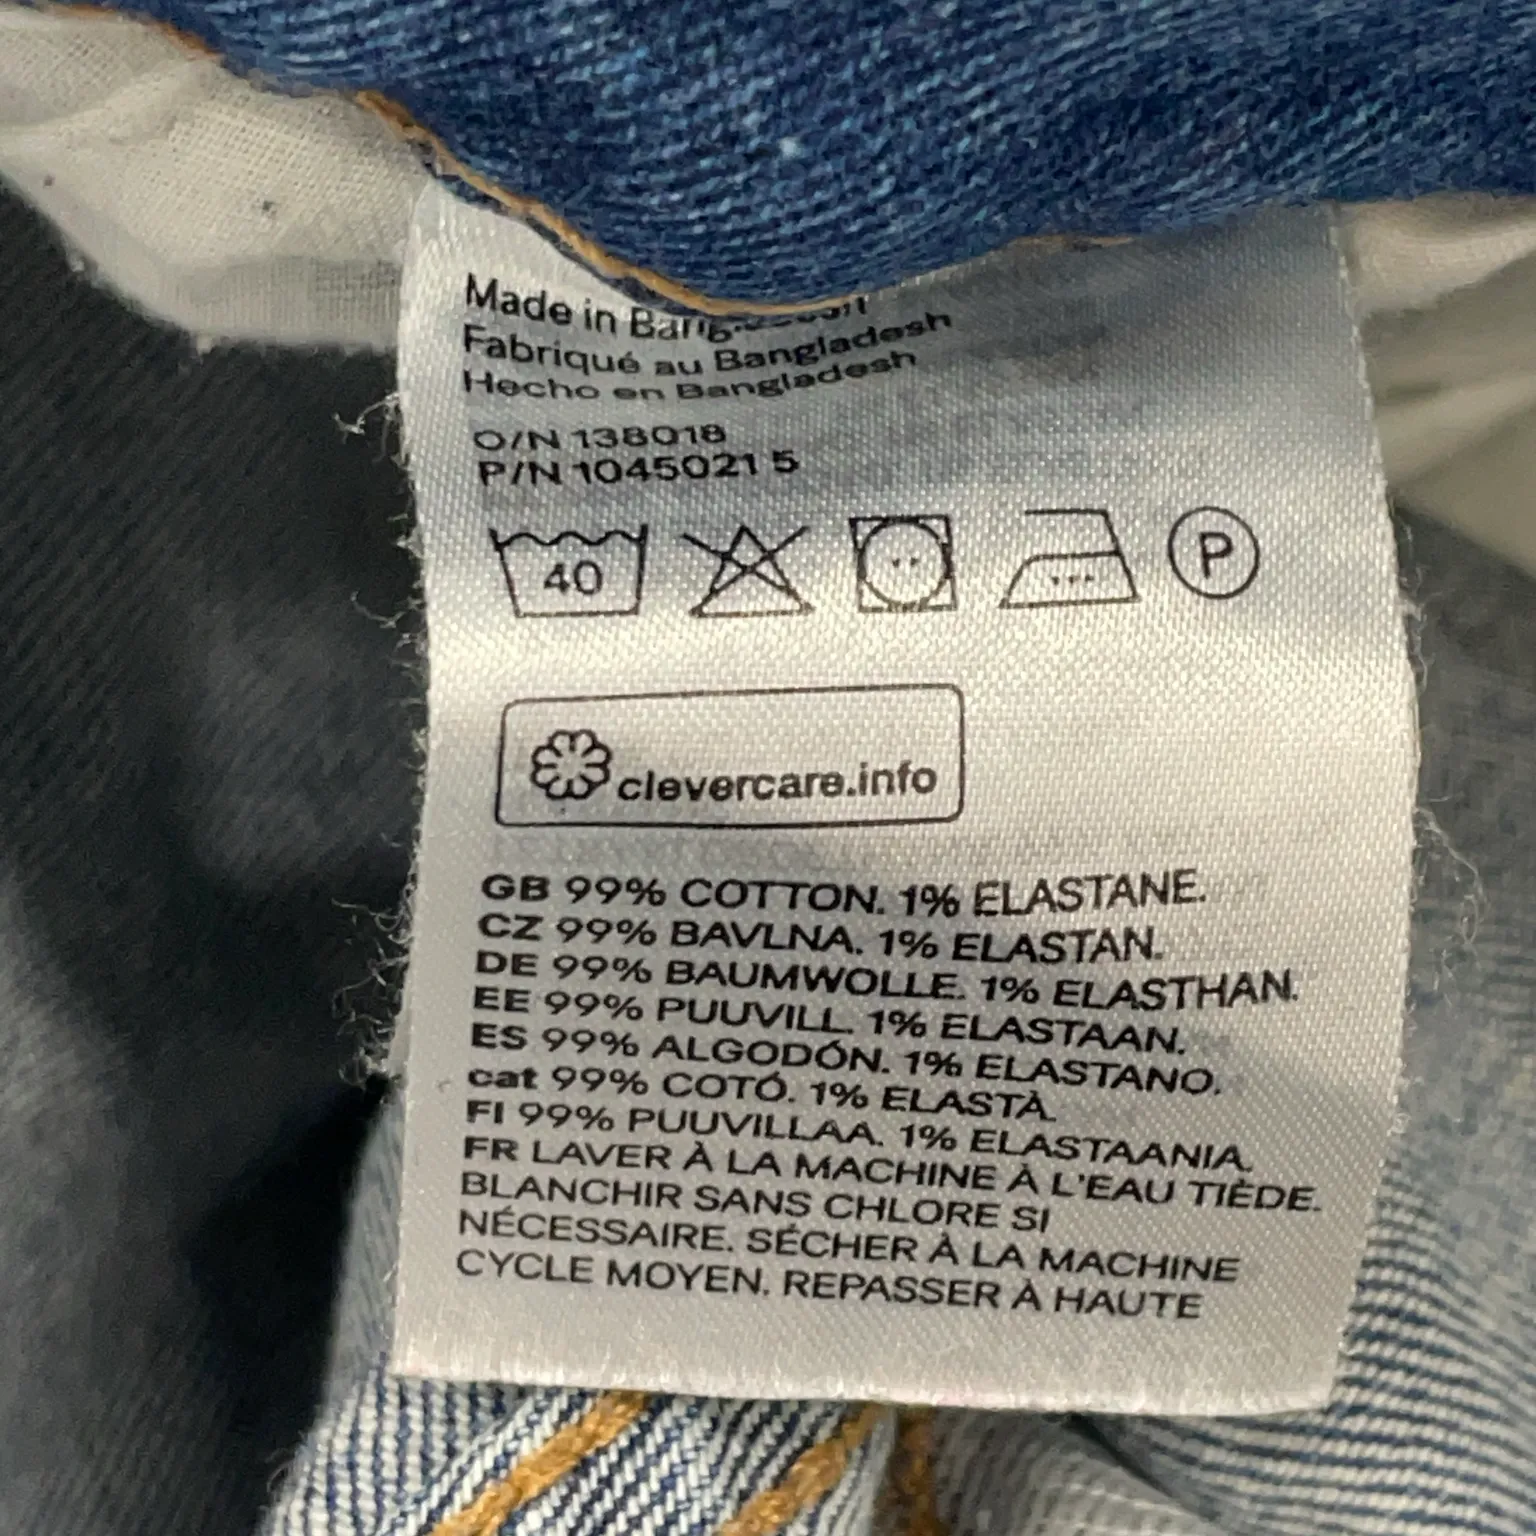 Made in Bangladesh
Fabriqué au Bangladesh
Hecho en Bangladesh
O/N 138018
P/N 1045021 5
40
P
clevercare.info
GB 99% COTTON. 1% ELASTANE.
CZ 99% BAVLNA. 1% ELASTAN.
DE 99% BAUMWOLLE. 1% ELASTHAN.
EE 99% PUUVILL. 1% ELASTAAN.
ES 99% ALGODÓN. 1% ELASTANO.
cat 99% COTÓ. 1% ELASTÀ.
FI 99% PUUVILLAA. 1% ELASTAANIA.
FR LAVER À LA MACHINE À L'EAU TIÈDE.
BLANCHIR SANS CHLORE SI
NÉCESSAIRE. SÉCHER À LA MACHINE
CYCLE MOYEN. REPASSER À HAUTE